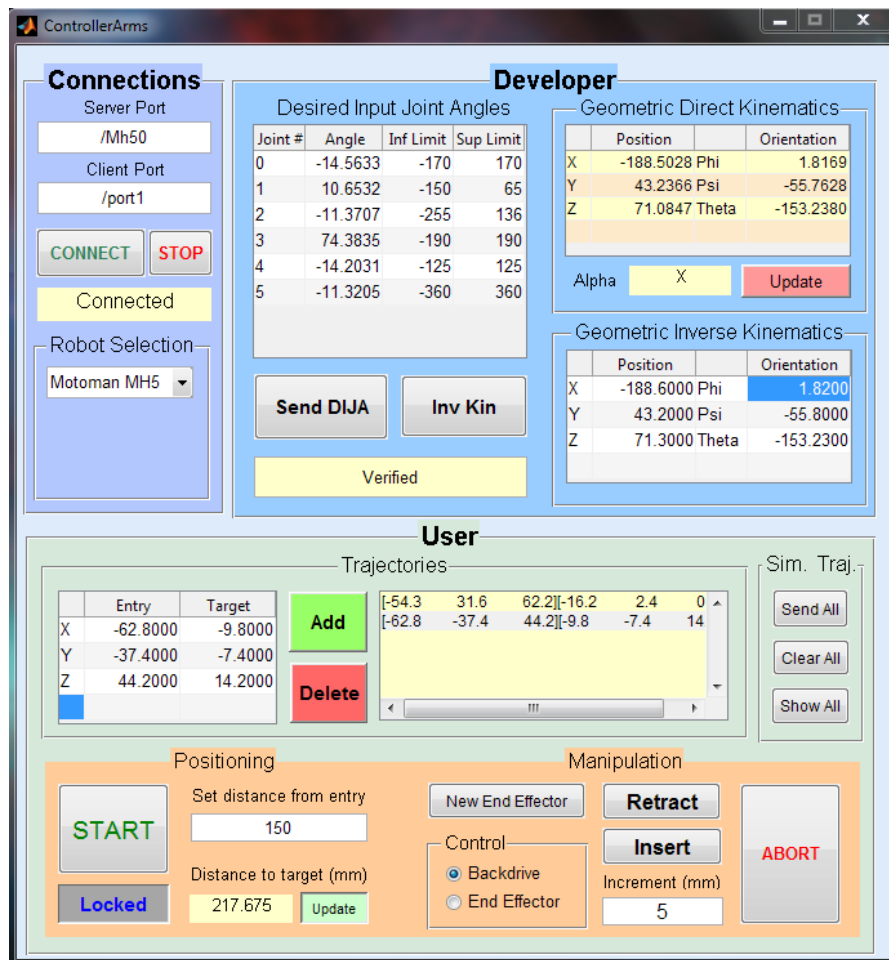 ControllerArms
Connections
Server Port
/Mh50
Client Port
/port1
CONNECT STOP
Connected
Robot Selection
Motoman MH5
Developer
Desired Input Joint Angles
Joint # Angle Inf Limit Sup Limit
0 -14.5633 -170 170
1 10.6532 -150 65
2 -11.3707 -255 136
3 74.3835 -190 190
4 -14.2031 -125 125
5 -11.3205 -360 360
Send DIJA Inv Kin
Verified
Geometric Direct Kinematics
Position Orientation
X -188.5028 Phi 1.8169
Y 43.2366 Psi -55.7628
Z 71.0847 Theta -153.2380
Alpha X Update
Geometric Inverse Kinematics
Position Orientation
X -188.6000 Phi 1.8200
Y 43.2000 Psi -55.8000
Z 71.3000 Theta -153.2300
User
Trajectories
Entry Target
X -62.8000 -9.8000
Y -37.4000 -7.4000
Z 44.2000 14.2000
Add
Delete
[-54.3 31.6 62.2][-16.2 2.4 0
[-62.8 -37.4 44.2][-9.8 -7.4 14
Sim. Traj.
Send All
Clear All
Show All
Positioning
START
Locked
Set distance from entry
150
Distance to target (mm)
217.675 Update
Manipulation
New End Effector
Control
Backdrive
End Effector
Retract
Insert
Increment (mm)
5
ABORT